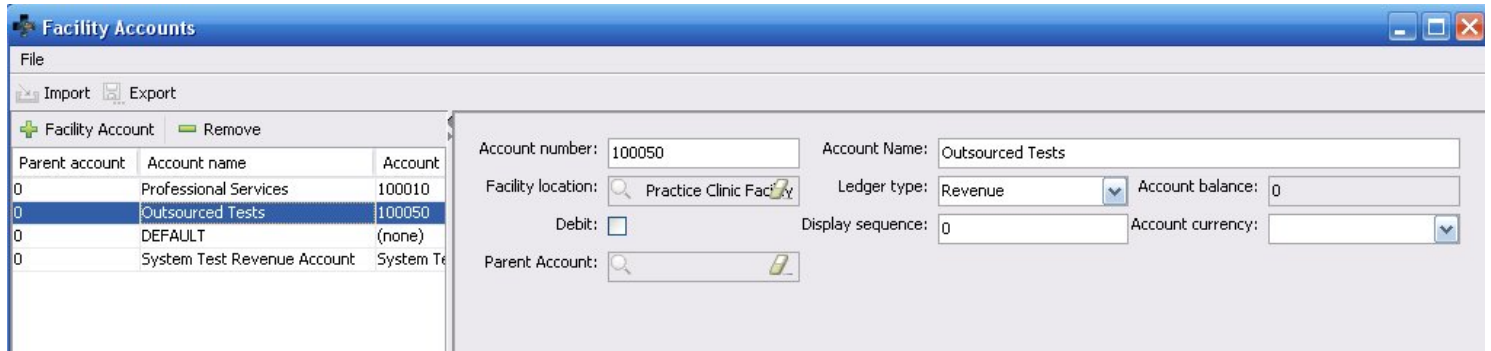 Facility Accounts
File
Import Export
Facility Account Remove
Parent account Account name Account
0 Professional Services 100010
0 Outsourced Tests 100050
0 DEFAULT (none)
0 System Test Revenue Account System Te
Account number: 100050 Account Name: Outsourced Tests
Facility location: Practice Clinic Facility Ledger type: Revenue Account balance: 0
Debit: Display sequence: 0 Account currency:
Parent Account: